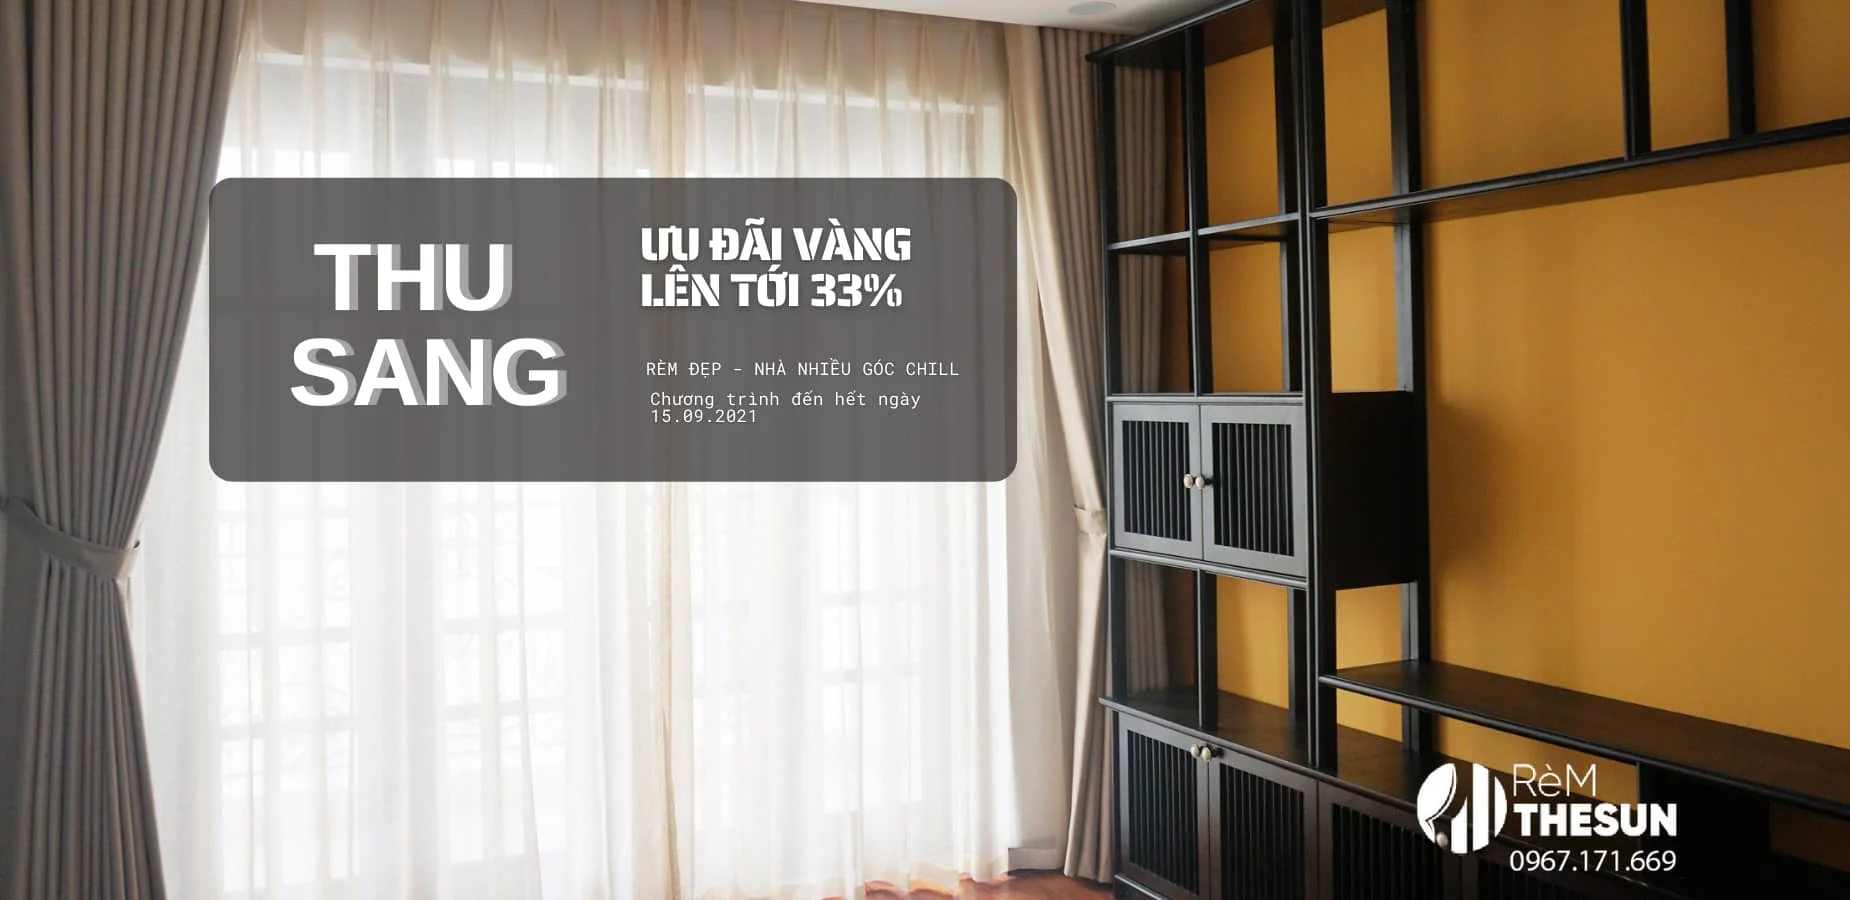 THU
SANG
ƯU ĐÃI VÀNG
LÊN TỚI 33%
RÈM ĐẸP - NHÀ NHIỀU GÓC CHILL
Chương trình đến hết ngày
15.09.2021
RèM
THESUN
0967.171.669